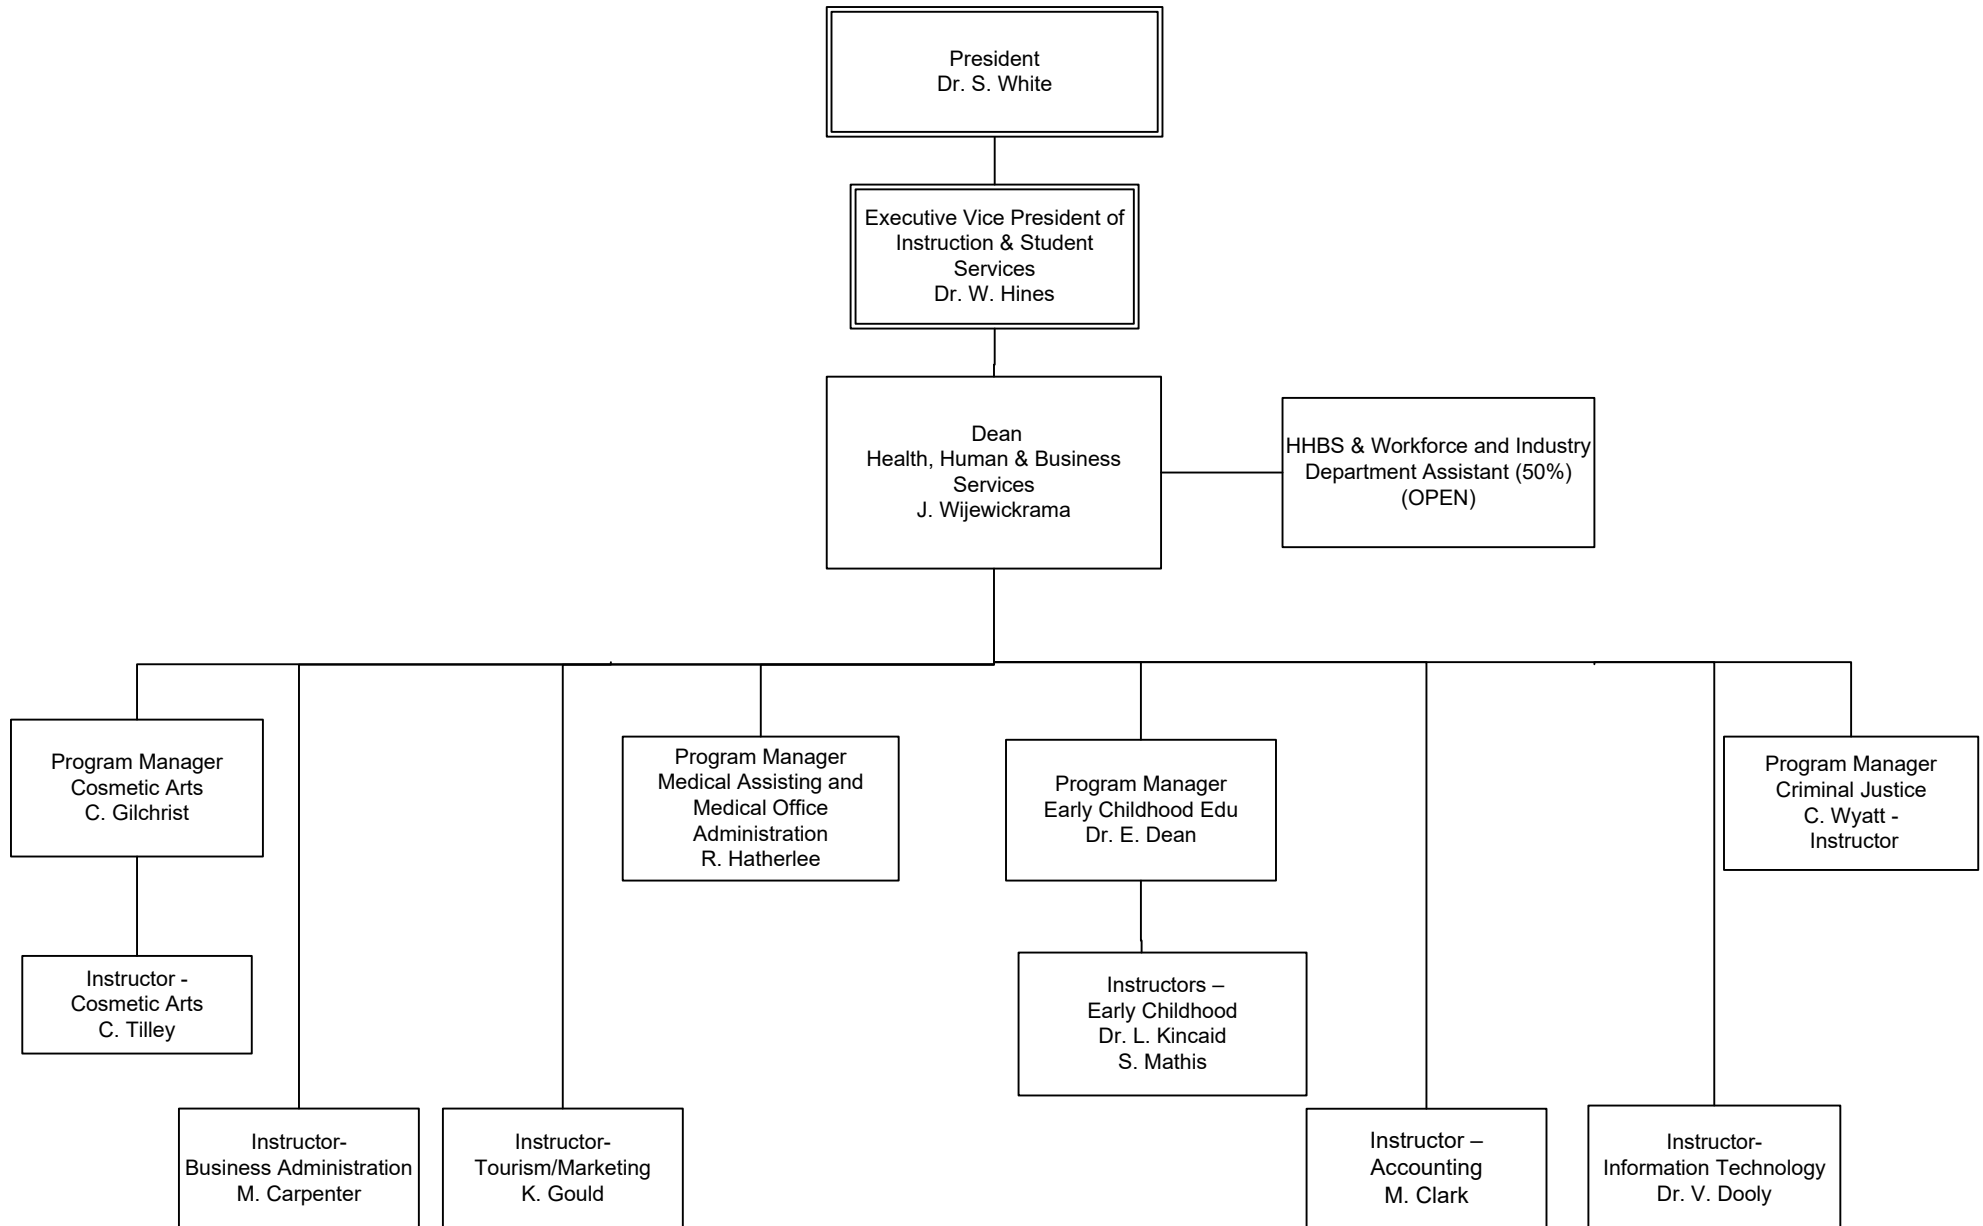 President
Dr. S. White
Executive Vice President of
Instruction & Student
Services
Dr. W. Hines
Dean
Health, Human & Business
Services
J. Wijewickrama
HHBS & Workforce and Industry
Department Assistant (50%)
(OPEN)
Program Manager
Cosmetic Arts
C. Gilchrist
Program Manager
Medical Assisting and
Medical Office
Administration
R. Hatherlee
Program Manager
Early Childhood Edu
Dr. E. Dean
Program Manager
Criminal Justice
C. Wyatt -
Instructor
Instructor -
Cosmetic Arts
C. Tilley
Instructors –
Early Childhood
Dr. L. Kincaid
S. Mathis
Instructor-
Business Administration
M. Carpenter
Instructor-
Tourism/Marketing
K. Gould
Instructor –
Accounting
M. Clark
Instructor-
Information Technology
Dr. V. Dooly